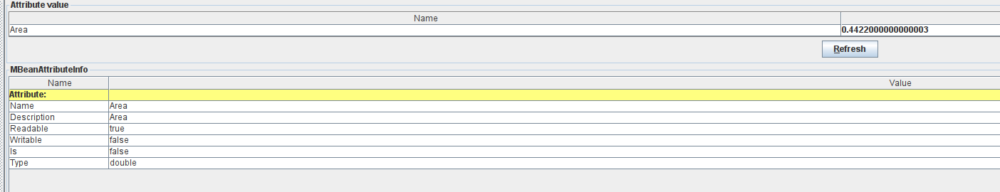 Attribute value
Name
Area 0.4422000000000003
Refresh
MBeanAttributeInfo
Name Value
Attribute:
Name Area
Description Area
Readable true
Writable false
Is false
Type double